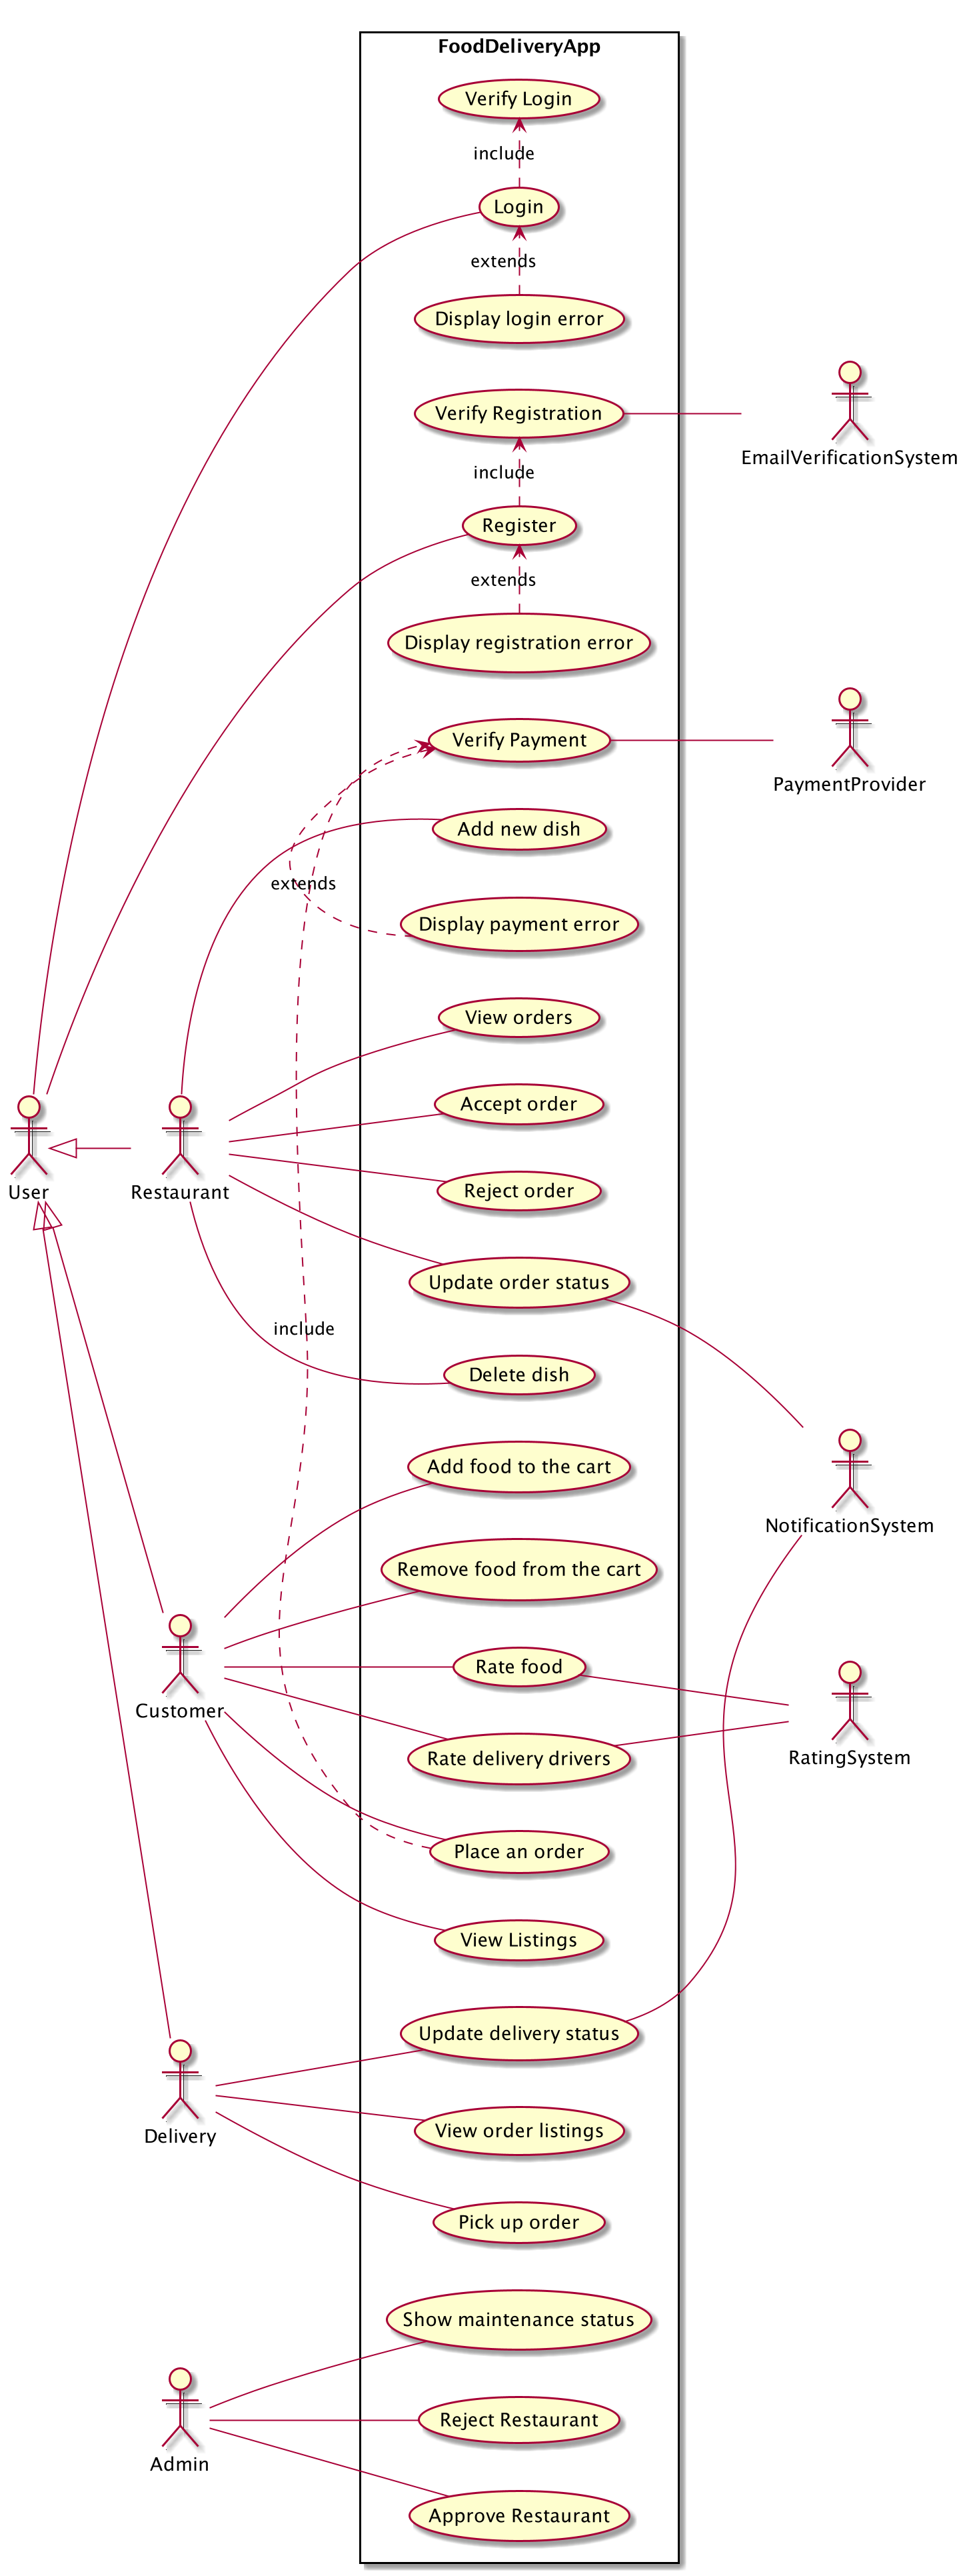 FoodDeliveryApp
Verify Login
include
Login
extends
Display login error
Verify Registration
EmailVerificationSystem
include
Register
extends
Display registration error
Verify Payment
PaymentProvider
Add new dish
extends
Display payment error
View orders
Accept order
User
Restaurant
Reject order
Update order status
include
Delete dish
Add food to the cart
NotificationSystem
Remove food from the cart
Rate food
Customer
Rate delivery drivers
RatingSystem
Place an order
View Listings
Update delivery status
View order listings
Delivery
Pick up order
Show maintenance status
Reject Restaurant
Admin
Approve Restaurant